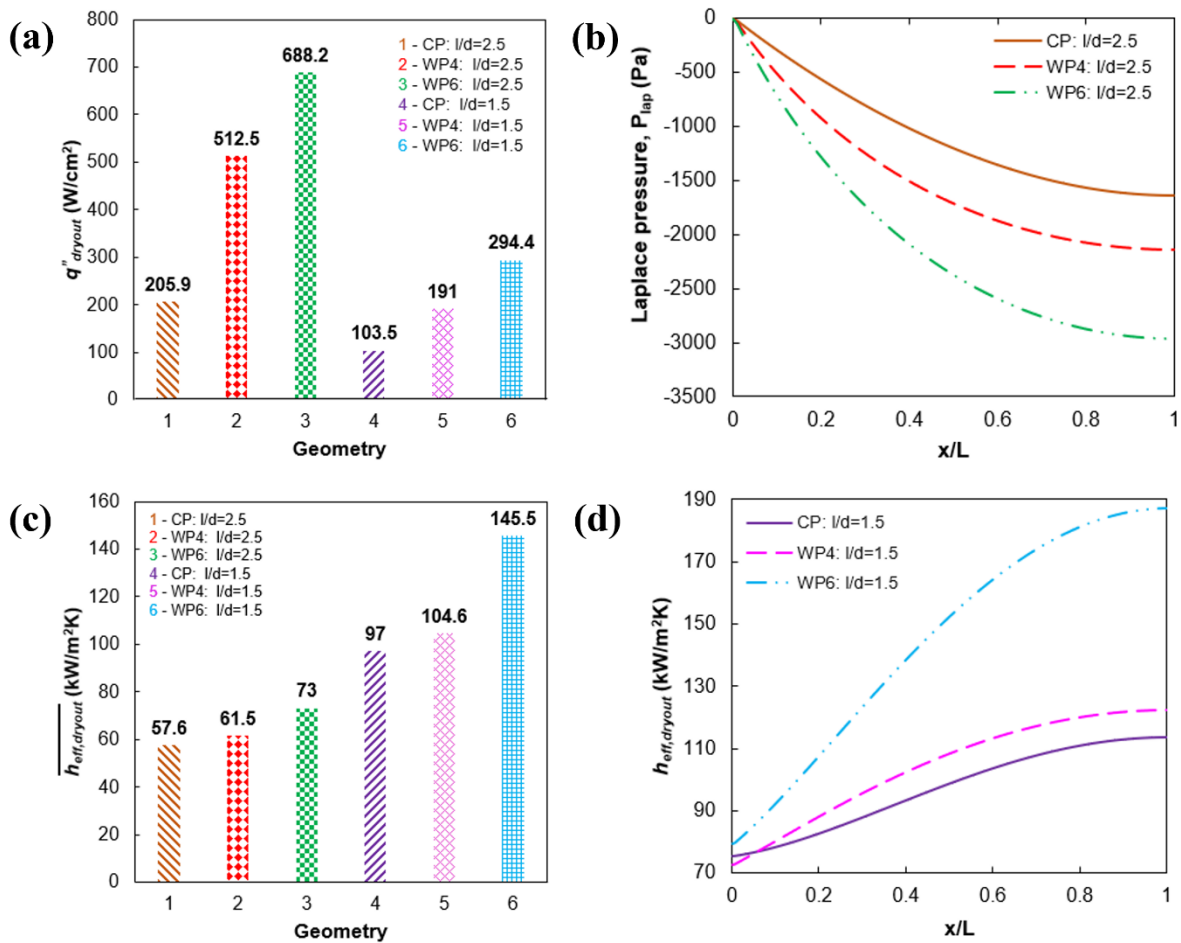 (a)
800
700
600
500
400
300
200
100
0
q"dryout (W/cm²)
1 - CP: l/d=2.5
2 - WP4: l/d=2.5
3 - WP6: l/d=2.5
4 - CP: l/d=1.5
5 - WP4: l/d=1.5
6 - WP6: l/d=1.5
205.9
512.5
688.2
103.5
191
294.4
1 2 3 4 5 6
Geometry
(b)
0
-500
-1000
-1500
-2000
-2500
-3000
-3500
Laplace pressure, Plap (Pa)
CP: l/d=2.5
WP4: l/d=2.5
WP6: l/d=2.5
0 0.2 0.4 0.6 0.8 1
x/L
(c)
160
140
120
100
80
60
40
20
0
heff,dryout (kW/m²K)
1 - CP: l/d=2.5
2 - WP4: l/d=2.5
3 - WP6: l/d=2.5
4 - CP: l/d=1.5
5 - WP4: l/d=1.5
6 - WP6: l/d=1.5
57.6
61.5
73
97
104.6
145.5
1 2 3 4 5 6
Geometry
(d)
190
170
150
130
110
90
70
heff,dryout (kW/m²K)
CP: l/d=1.5
WP4: l/d=1.5
WP6: l/d=1.5
0 0.2 0.4 0.6 0.8 1
x/L